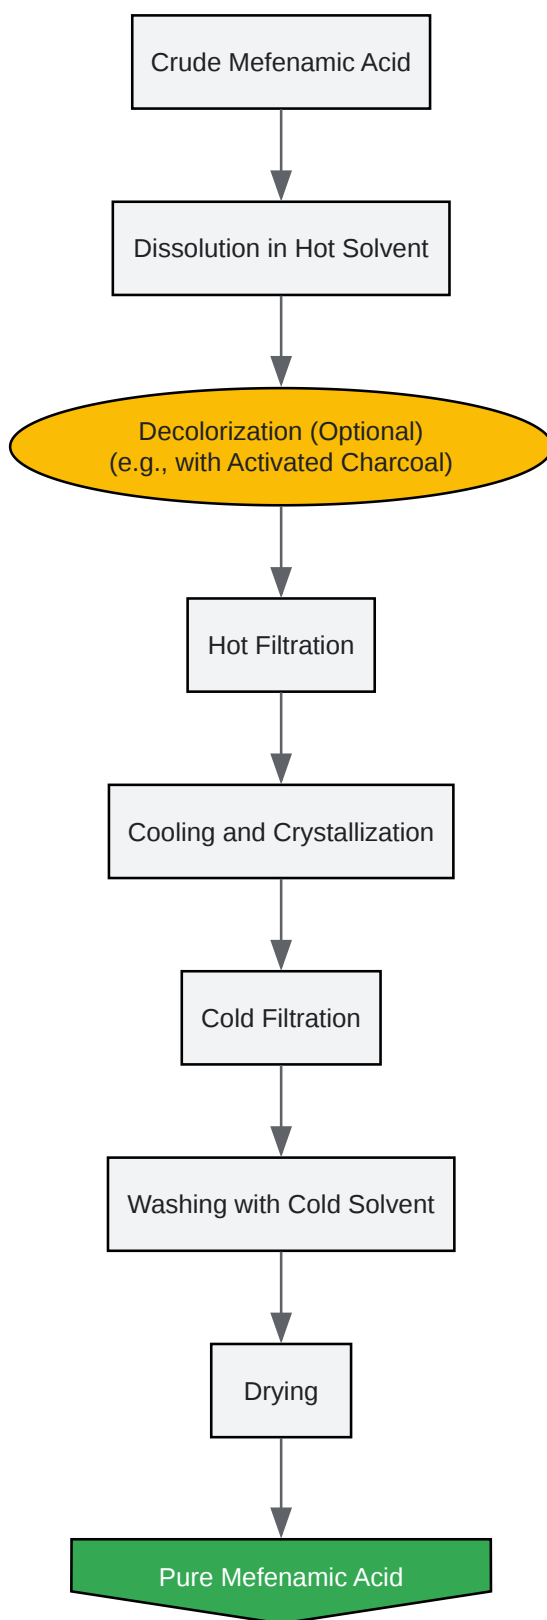 Crude Mefenamic Acid
Dissolution in Hot Solvent
Decolorization (Optional)
(e.g., with Activated Charcoal)
Hot Filtration
Cooling and Crystallization
Cold Filtration
Washing with Cold Solvent
Drying
Pure Mefenamic Acid